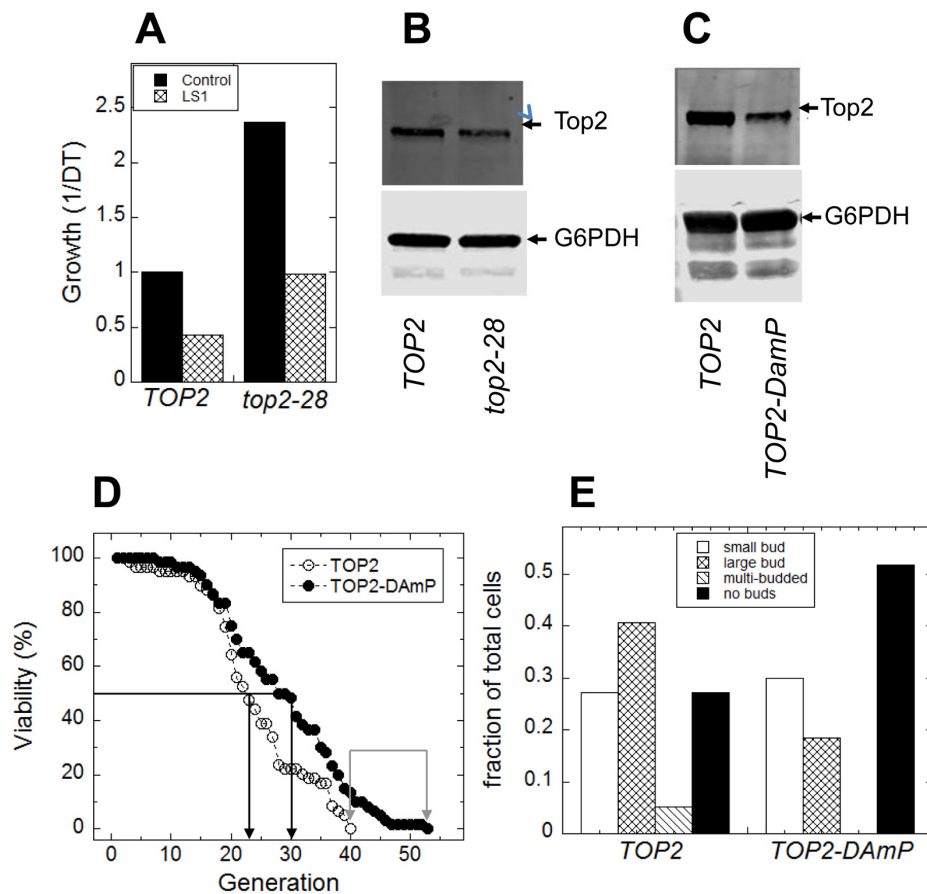 A
Control
LS1
Growth (1/DT)
2.5
2
1.5
1
0.5
0
TOP2
top2-28
B
Top2
G6PDH
TOP2
top2-28
C
Top2
G6PDH
TOP2
TOP2-DamP
D
TOP2
TOP2-DAmP
Viability (%)
100
80
60
40
20
0
0 10 20 30 40 50
Generation
E
small bud
large bud
multi-budded
no buds
fraction of total cells
0.5
0.4
0.3
0.2
0.1
0
TOP2
TOP2-DAmP